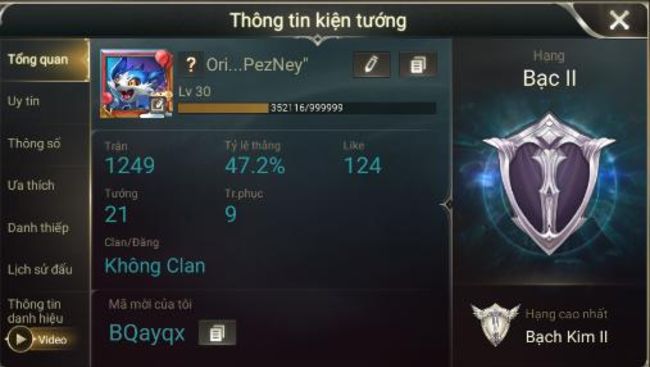 Thông tin kiện tướng
Tổng quan
Uy tín
Thông số
Ưa thích
Danh thiếp
Lịch sử đấu
Thông tin
danh hiệu
Video
? Ori...PezNey"
Lv 30
352116/999999
Trận Tỷ lệ thắng Like
1249 47.2% 124
Tướng Tr.phục
21 9
Clan/Đảng
Không Clan
Mã mời của tôi
BQayqx
Hạng
Bạc II
Hạng cao nhất
Bạch Kim II